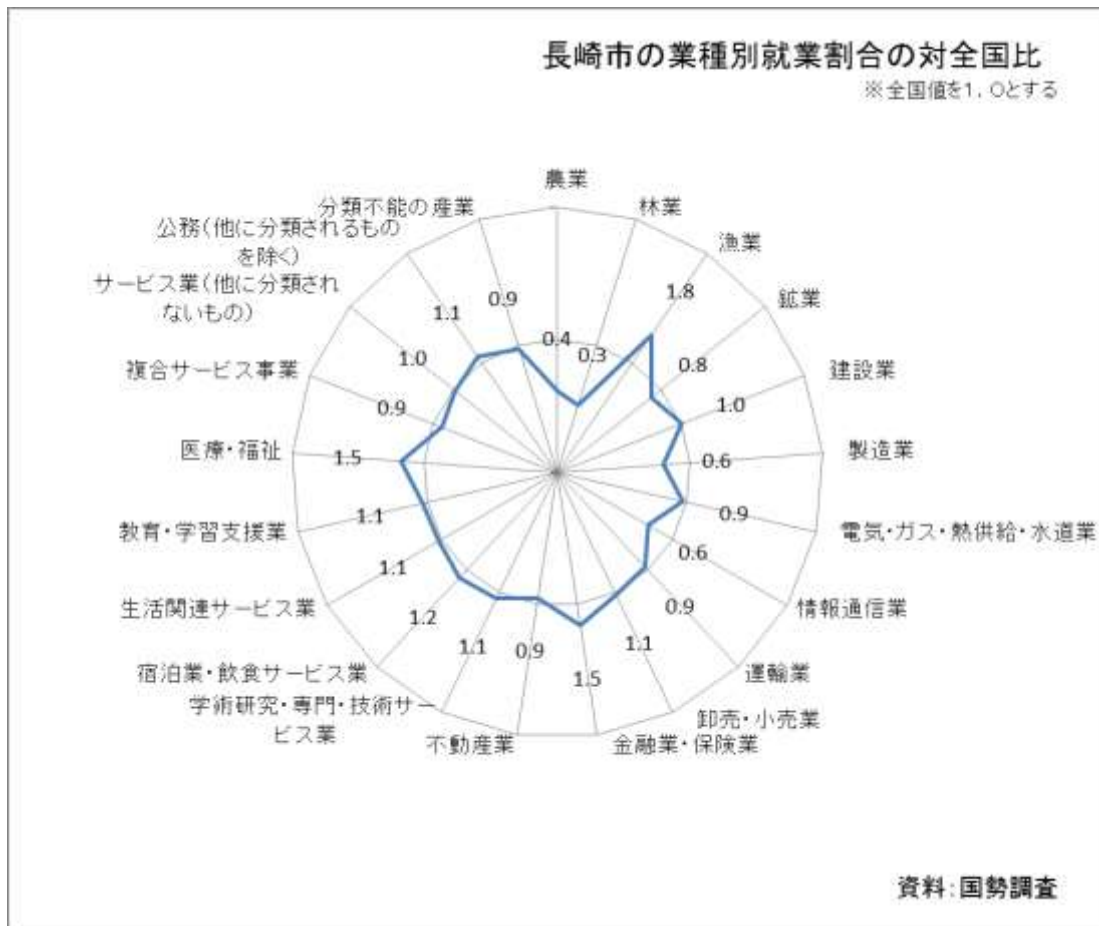 長崎市の業種別就業割合の対全国比
※全国値を1.0とする
農業
林業
漁業
鉱業
建設業
製造業
電気・ガス・熱供給・水道業
情報通信業
運輸業
卸売・小売業
金融業・保険業
不動産業
学術研究・専門・技術サー
ビス業
宿泊業・飲食サービス業
生活関連サービス業
教育・学習支援業
医療・福祉
複合サービス事業
サービス業(他に分類され
ないもの)
公務(他に分類されるもの
を除く)
分類不能の産業
0.4
0.3
1.8
0.8
1.0
0.6
0.9
0.6
0.9
1.1
1.5
0.9
1.1
1.2
1.1
1.1
1.5
0.9
1.0
1.1
0.9
資料:国勢調査